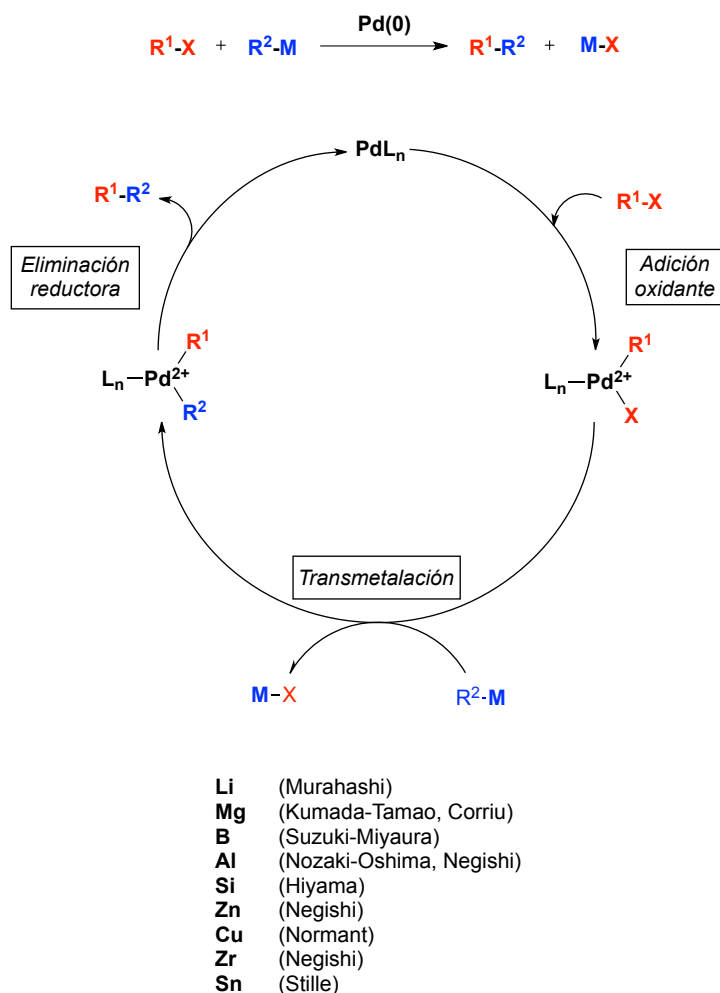 Pd(0)
R¹-X + R²-M R¹-R² + M-X
PdLₙ
R¹-R²
R¹-X
Eliminación
reductora
Adición
oxidante
R¹
Lₙ—Pd²⁺
R²
R¹
Lₙ—Pd²⁺
X
Transmetalación
M–X
R²-M
Li (Murahashi)
Mg (Kumada-Tamao, Corriu)
B (Suzuki-Miyaura)
Al (Nozaki-Oshima, Negishi)
Si (Hiyama)
Zn (Negishi)
Cu (Normant)
Zr (Negishi)
Sn (Stille)